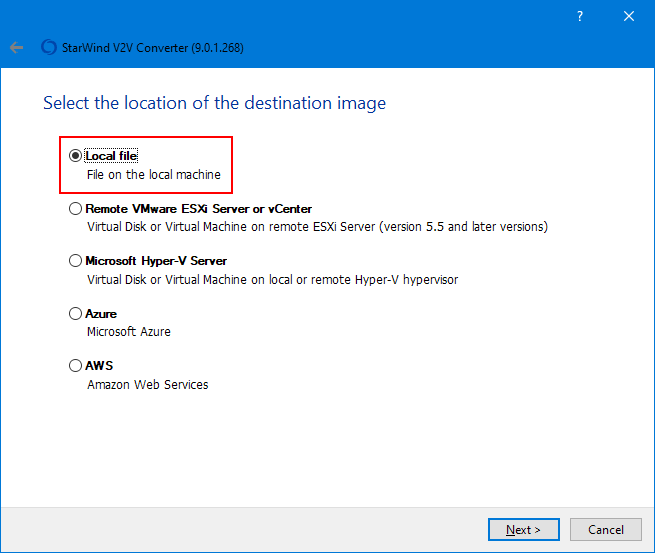 ?
StarWind V2V Converter (9.0.1.268)
Select the location of the destination image
Local file
File on the local machine
Remote VMware ESXi Server or vCenter
Virtual Disk or Virtual Machine on remote ESXi Server (version 5.5 and later versions)
Microsoft Hyper-V Server
Virtual Disk or Virtual Machine on local or remote Hyper-V hypervisor
Azure
Microsoft Azure
AWS
Amazon Web Services
Next > Cancel